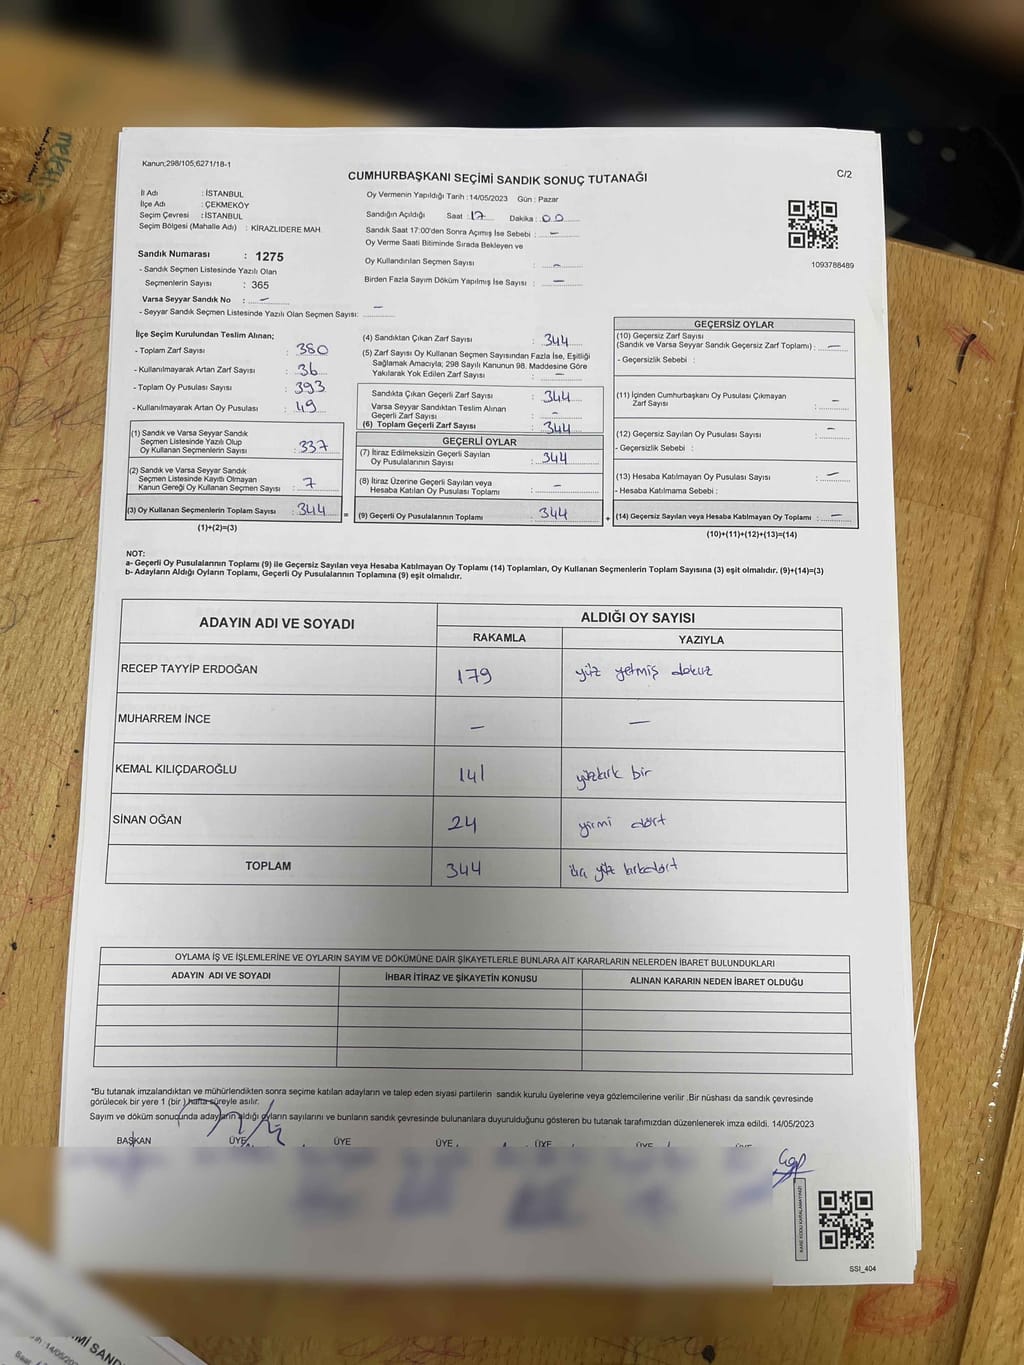 Kanun;298/105;6271/18-1
CUMHURBAŞKANI SEÇİMİ SANDIK SONUÇ TUTANAĞI
C/2
İl Adı : İSTANBUL
İlçe Adı : ÇEKMEKÖY
Seçim Çevresi : İSTANBUL
Seçim Bölgesi (Mahalle Adı) : KİRAZLIDERE MAH.
Sandık Numarası : 1275
- Sandık Seçmen Listesinde Yazılı Olan
Seçmenlerin Sayısı : 365
Varsa Seyyar Sandık No : —
- Seyyar Sandık Seçmen Listesinde Yazılı Olan Seçmen Sayısı: —
Oy Vermenin Yapıldığı Tarih : 14/05/2023 Gün : Pazar
Sandığın Açıldığı Saat : 17 Dakika : 00
Sandık Saat 17:00'den Sonra Açımış İse Sebebi : —
Oy Verme Saati Bitiminde Sırada Bekleyen ve
Oy Kullandırılan Seçmen Sayısı : —
Birden Fazla Sayım Döküm Yapılmış İse Sayısı : —
1093788489
İlçe Seçim Kurulundan Teslim Alınan;
- Toplam Zarf Sayısı : 380
- Kullanılmayarak Artan Zarf Sayısı : 36
- Toplam Oy Pusulası Sayısı : 393
- Kullanılmayarak Artan Oy Pusulası : 49
(1) Sandık ve Varsa Seyyar Sandık
Seçmen Listesinde Yazılı Olup
Oy Kullanan Seçmenlerin Sayısı : 337
(2) Sandık ve Varsa Seyyar Sandık
Seçmen Listesinde Kayıtlı Olmayan
Kanun Gereği Oy Kullanan Seçmen Sayısı : 7
(3) Oy Kullanan Seçmenlerin Toplam Sayısı : 344
(1)+(2)=(3)
(4) Sandıktan Çıkan Zarf Sayısı : 344
(5) Zarf Sayısı Oy Kullanan Seçmen Sayısından Fazla İse, Eşitliği
Sağlamak Amacıyla; 298 Sayılı Kanunun 98. Maddesine Göre
Yakılarak Yok Edilen Zarf Sayısı : —
Sandıkta Çıkan Geçerli Zarf Sayısı : 344
Varsa Seyyar Sandıktan Teslim Alınan
Geçerli Zarf Sayısı : —
(6) Toplam Geçerli Zarf Sayısı : 344
GEÇERLİ OYLAR
(7) İtiraz Edilmeksizin Geçerli Sayılan
Oy Pusulalarının Sayısı : 344
(8) İtiraz Üzerine Geçerli Sayılan veya
Hesaba Katılan Oy Pusulası Toplamı : —
= (9) Geçerli Oy Pusulalarının Toplamı : 344
GEÇERSİZ OYLAR
(10) Geçersiz Zarf Sayısı
(Sandık ve Varsa Seyyar Sandık Geçersiz Zarf Toplamı) : —
- Geçersizlik Sebebi :
(11) İçinden Cumhurbaşkanı Oy Pusulası Çıkmayan
Zarf Sayısı : —
(12) Geçersiz Sayılan Oy Pusulası Sayısı : —
- Geçersizlik Sebebi :
(13) Hesaba Katılmayan Oy Pusulası Sayısı : —
- Hesaba Katılmama Sebebi :
+ (14) Geçersiz Sayılan veya Hesaba Katılmayan Oy Toplamı : —
(10)+(11)+(12)+(13)=(14)
NOT:
a- Geçerli Oy Pusulalarının Toplamı (9) ile Geçersiz Sayılan veya Hesaba Katılmayan Oy Toplamı (14) Toplamları, Oy Kullanan Seçmenlerin Toplam Sayısına (3) eşit olmalıdır. (9)+(14)=(3)
b- Adayların Aldığı Oyların Toplamı, Geçerli Oy Pusulalarının Toplamına (9) eşit olmalıdır.
ADAYIN ADI VE SOYADI
ALDIĞI OY SAYISI
RAKAMLA YAZIYLA
RECEP TAYYİP ERDOĞAN 179 yüz yetmiş dokuz
MUHARREM İNCE — —
KEMAL KILIÇDAROĞLU 141 yüzkırk bir
SİNAN OĞAN 24 yirmi dört
TOPLAM 344 üç yüz kırkdört
OYLAMA İŞ VE İŞLEMLERİNE VE OYLARIN SAYIM VE DÖKÜMÜNE DAİR ŞİKAYETLERLE BUNLARA AİT KARARLARIN NELERDEN İBARET BULUNDUKLARI
ADAYIN ADI VE SOYADI İHBAR İTİRAZ VE ŞİKAYETİN KONUSU ALINAN KARARIN NEDEN İBARET OLDUĞU
*Bu tutanak imzalandıktan ve mühürlendikten sonra seçime katılan adayların ve talep eden siyasi partilerin sandık kurulu üyelerine veya gözlemcilerine verilir .Bir nüshası da sandık çevresinde
görülecek bir yere 1 (bir ) hafta süreyle asılır.
Sayım ve döküm sonucunda adayların aldığı oyların sayılarını ve bunların sandık çevresinde bulunanlara duyurulduğunu gösteren bu tutanak tarafımızdan düzenlenerek imza edildi. 14/05/2023
BAŞKAN ÜYE ÜYE ÜYE ÜYE ÜYE ÜYE
KARE KODU KARALAMAYINIZ!
SSI_404